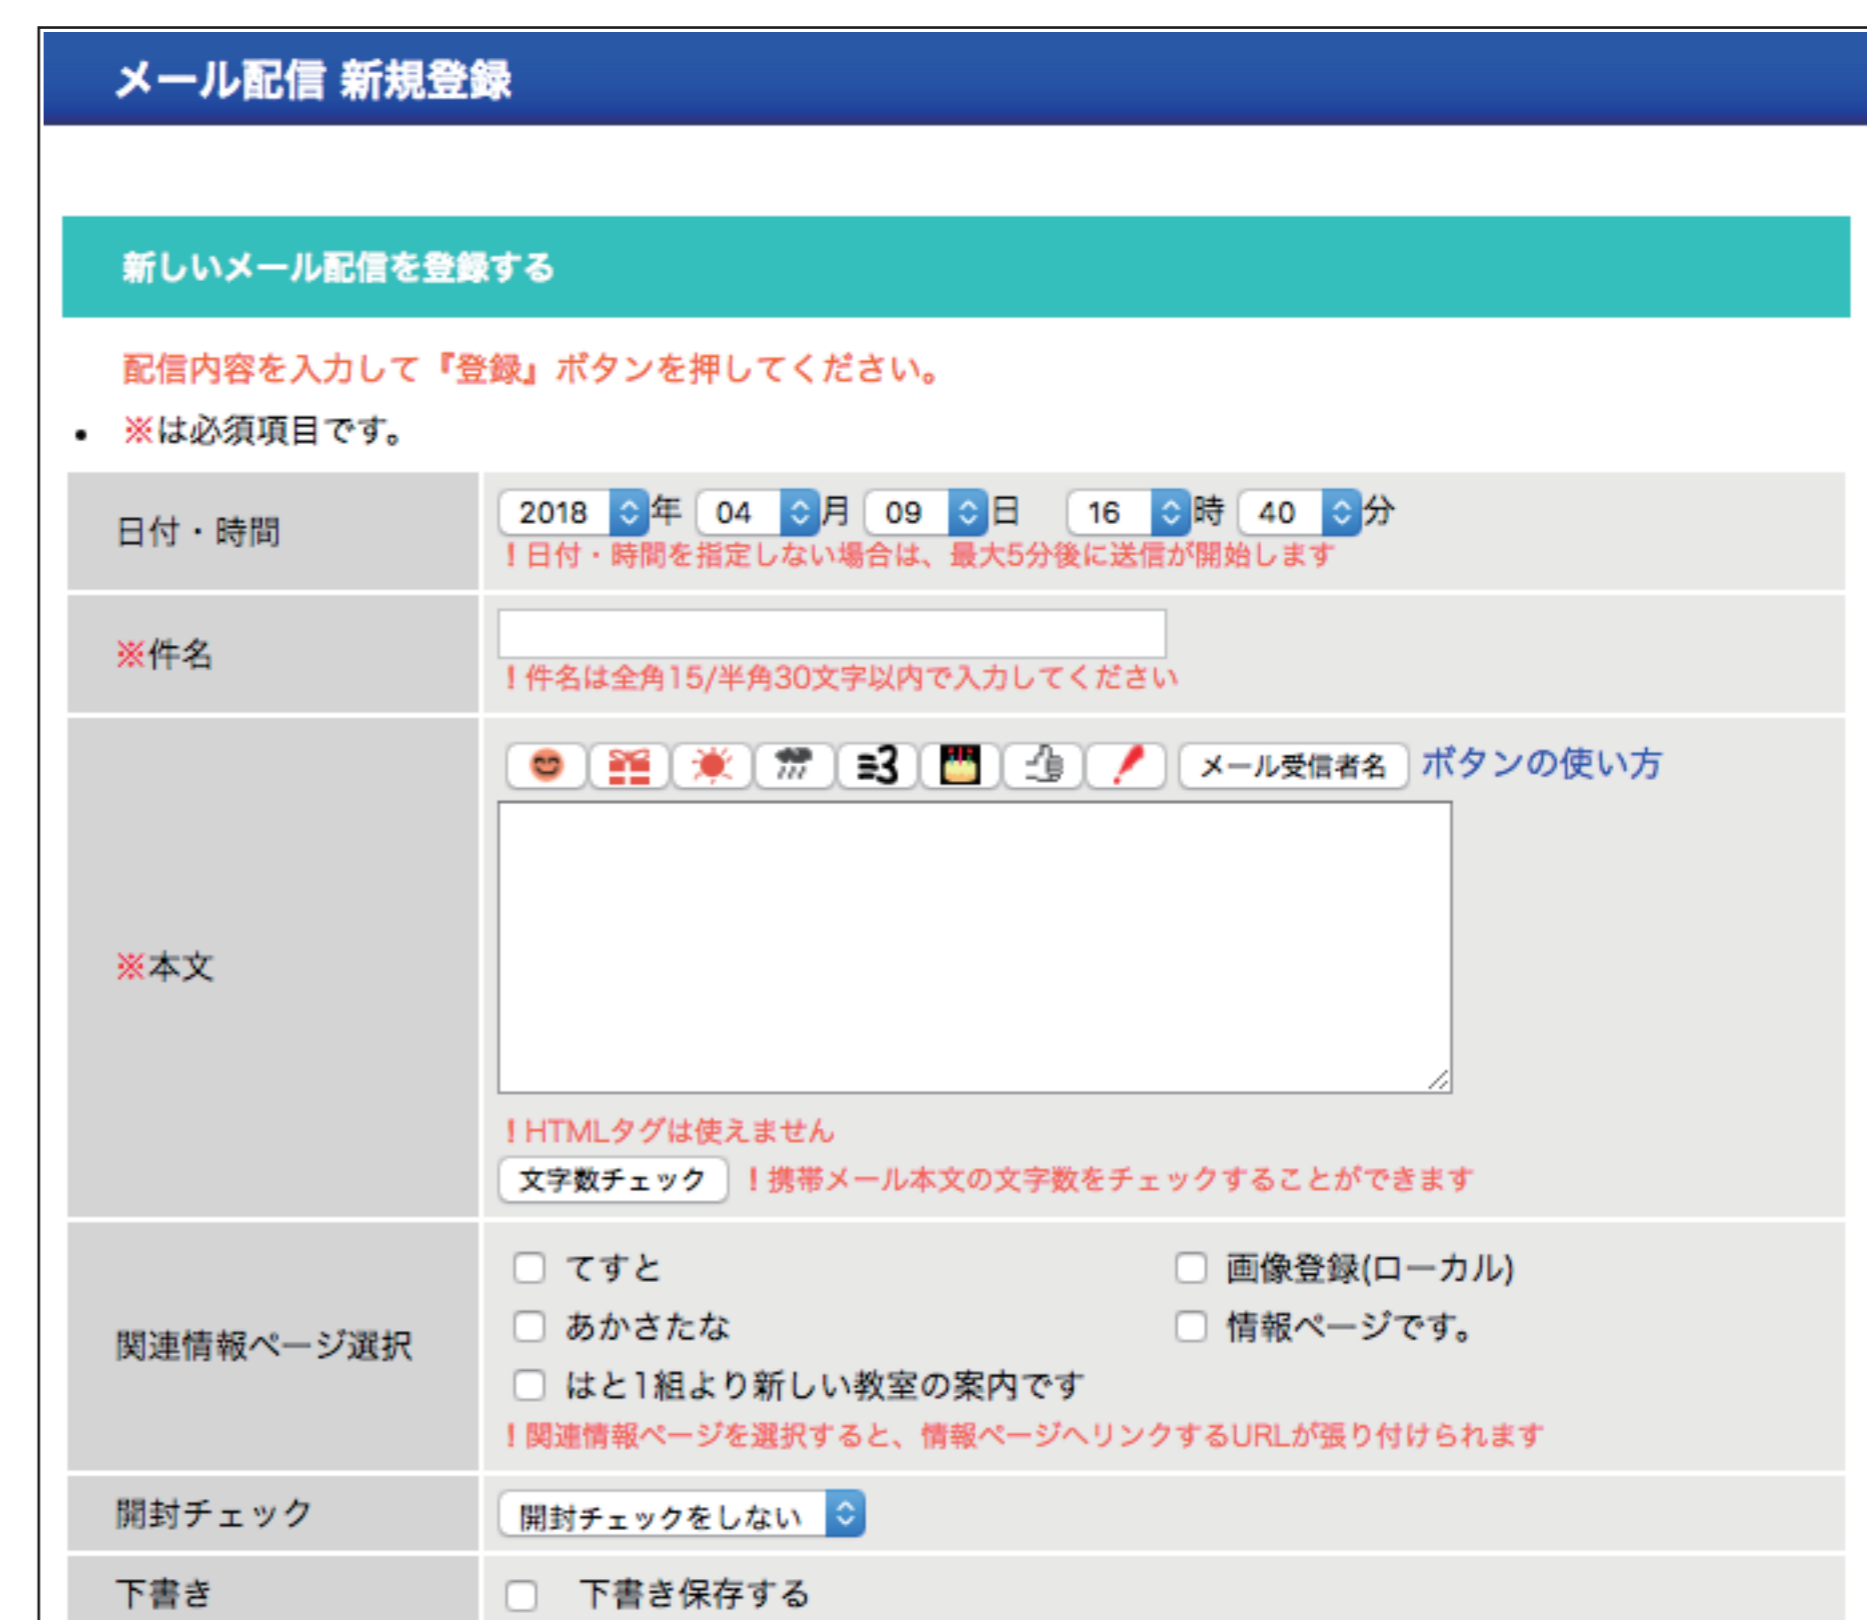 メール配信 新規登録
新しいメール配信を登録する
配信内容を入力して『登録』ボタンを押してください。
• ※は必須項目です。
日付・時間
2018 年 04 月 09 日 16 時 40 分
！日付・時間を指定しない場合は、最大5分後に送信が開始します
※件名
！件名は全角15/半角30文字以内で入力してください
メール受信者名 ボタンの使い方
※本文
！HTMLタグは使えません
文字数チェック ！携帯メール本文の文字数をチェックすることができます
関連情報ページ選択
てすと 画像登録(ローカル)
あかさたな 情報ページです。
はと1組より新しい教室の案内です
！関連情報ページを選択すると、情報ページへリンクするURLが張り付けられます
開封チェック 開封チェックをしない
下書き 下書き保存する